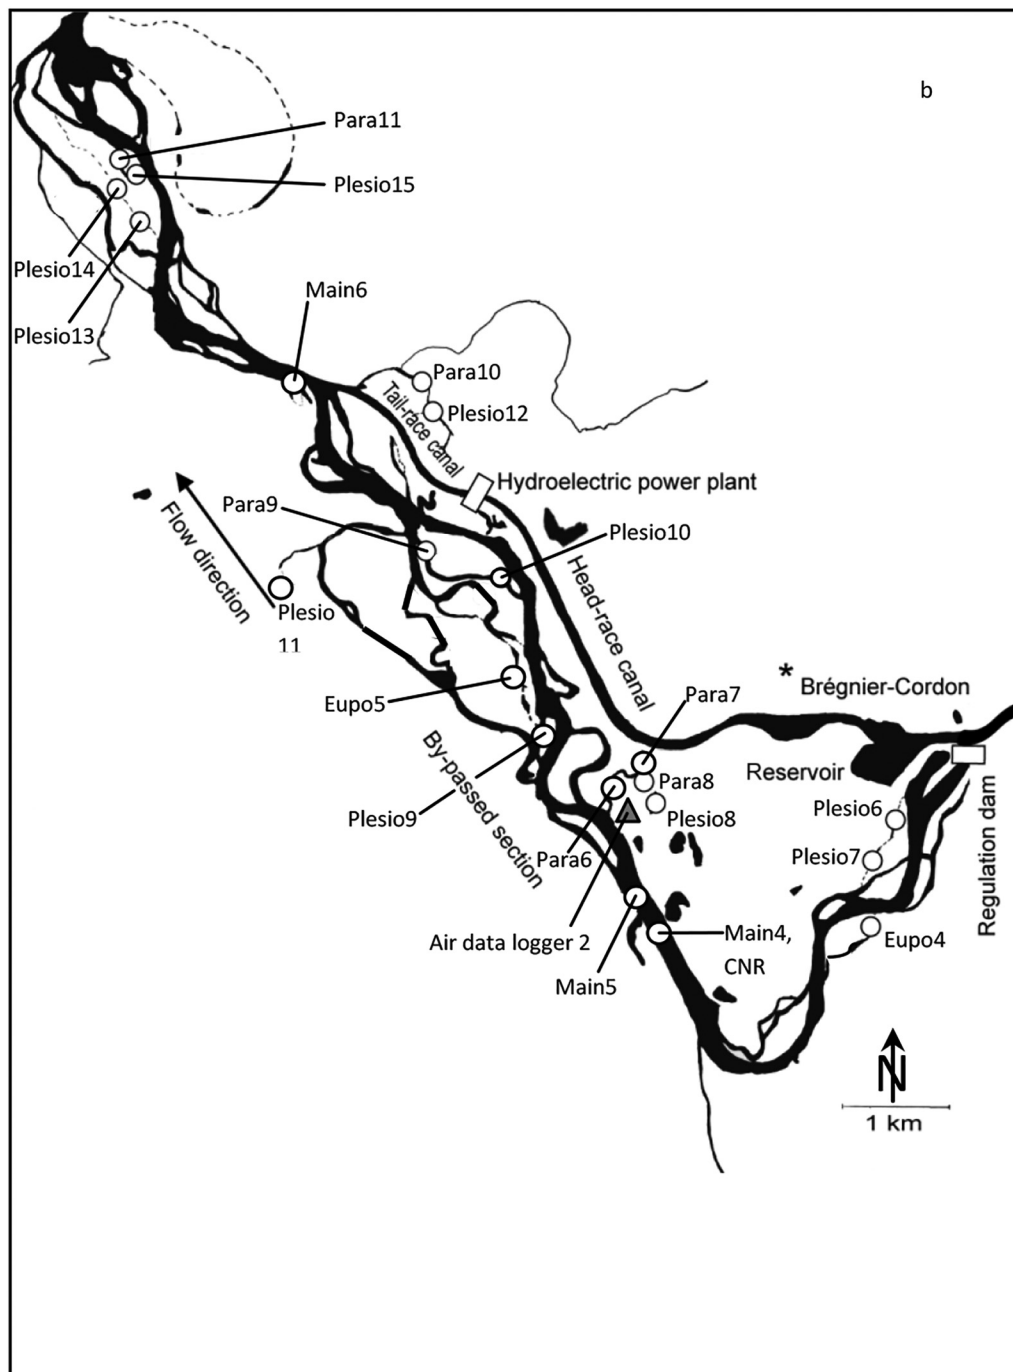 b
Para11
Plesio15
Plesio14
Main6
Plesio13
Para10
Plesio12
Tail-race canal
Hydroelectric power plant
Para9
Plesio10
Flow direction
Plesio
11
Head-race canal
* Brégnier-Cordon
Para7
Eupo5
By-passed section
Reservoir
Para8
Plesio6
Plesio9
Plesio8
Regulation dam
Para6
Plesio7
Air data logger 2
Main4,
CNR
Eupo4
Main5
N
1 km